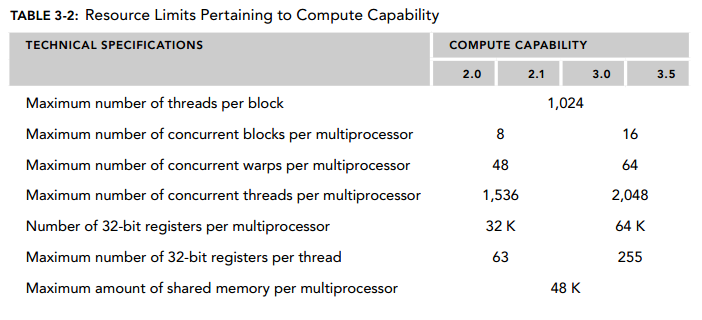 TABLE 3-2: Resource Limits Pertaining to Compute Capability
TECHNICAL SPECIFICATIONS COMPUTE CAPABILITY
2.0 2.1 3.0 3.5
Maximum number of threads per block 1,024
Maximum number of concurrent blocks per multiprocessor 8 16
Maximum number of concurrent warps per multiprocessor 48 64
Maximum number of concurrent threads per multiprocessor 1,536 2,048
Number of 32-bit registers per multiprocessor 32 K 64 K
Maximum number of 32-bit registers per thread 63 255
Maximum amount of shared memory per multiprocessor 48 K